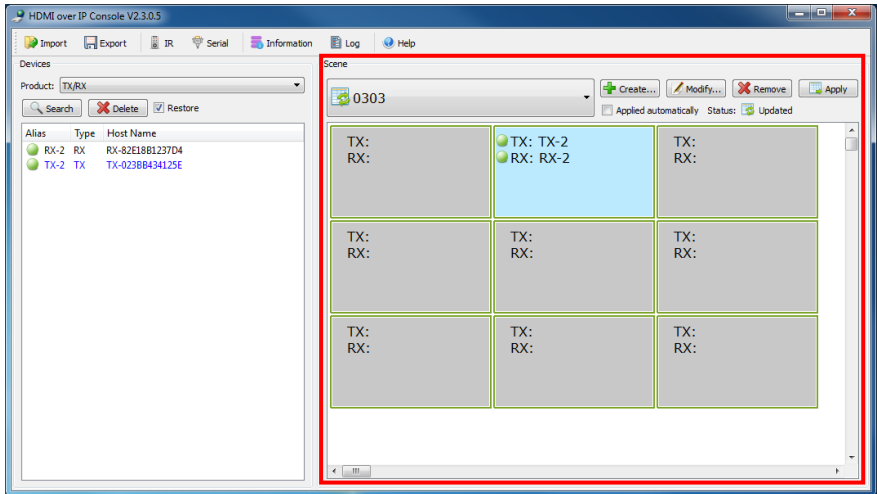 HDMI over IP Console V2.3.0.5
Import Export IR Serial Information Log Help
Devices
Product: TX/RX
Search Delete Restore
Alias Type Host Name
RX-2 RX RX-82E18B1237D4
TX-2 TX TX-023BB434125E
Scene
0303
Create... Modify... Remove Apply
Applied automatically Status: Updated
TX: TX: TX-2 TX:
RX: RX: RX-2 RX:
TX: TX: TX:
RX: RX: RX:
TX: TX: TX:
RX: RX: RX: